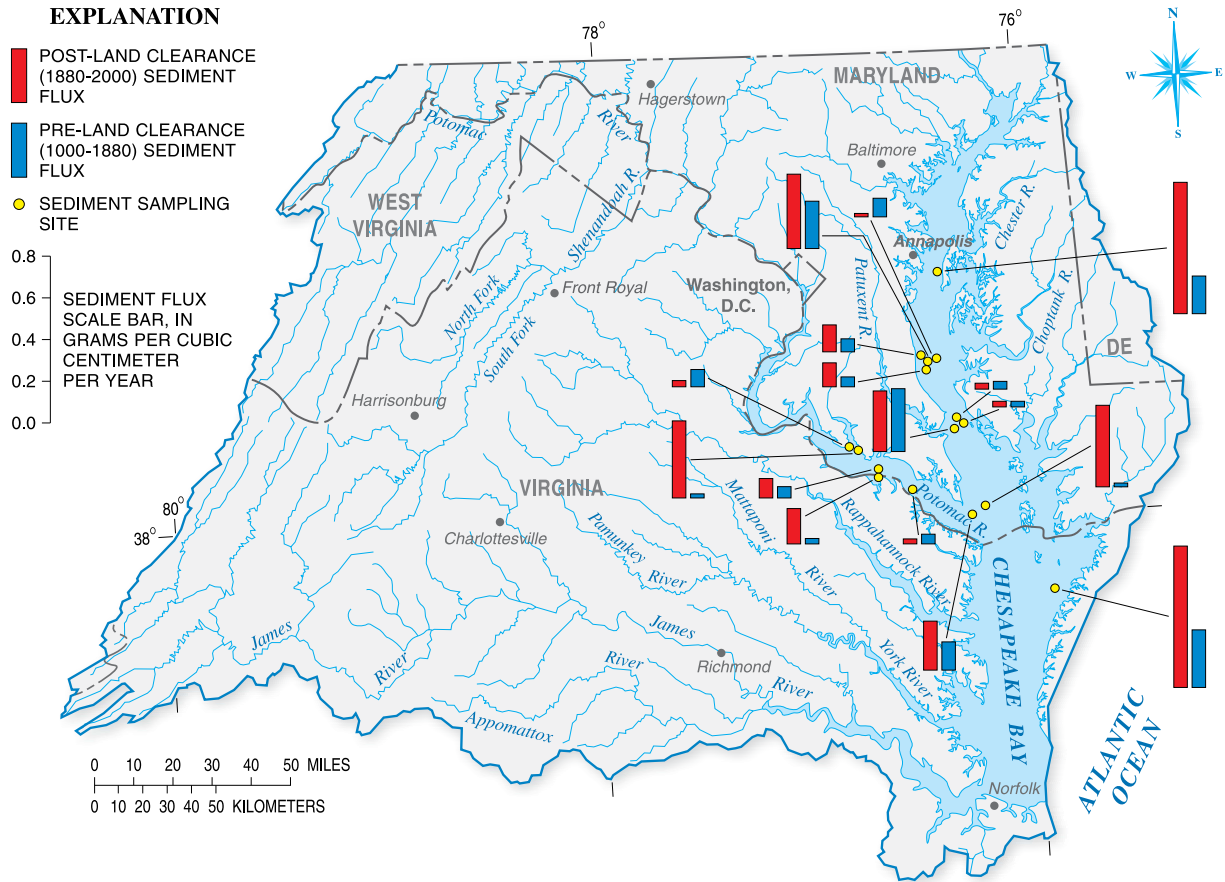 EXPLANATION
POST-LAND CLEARANCE
(1880-2000) SEDIMENT
FLUX
PRE-LAND CLEARANCE
(1000-1880) SEDIMENT
FLUX
SEDIMENT SAMPLING
SITE
0.8
0.6
0.4
0.2
0.0
SEDIMENT FLUX
SCALE BAR, IN
GRAMS PER CUBIC
CENTIMETER
PER YEAR
78°
76°
N
W E
S
MARYLAND
Hagerstown
Potomac
River
Baltimore
WEST
VIRGINIA
Shenandoah R.
Chester R.
Annapolis
Washington,
D.C.
Patuxent R.
Front Royal
North Fork
South Fork
Choptank R.
DE
Harrisonburg
VIRGINIA
Mattaponi
River
Potomac R.
Rappahannock River
80°
38°
Charlottesville
Pamunkey
River
CHESAPEAKE BAY
James
River
James
River
Richmond
York River
River
Appomattox
ATLANTIC
OCEAN
Norfolk
0 10 20 30 40 50 MILES
0 10 20 30 40 50 KILOMETERS